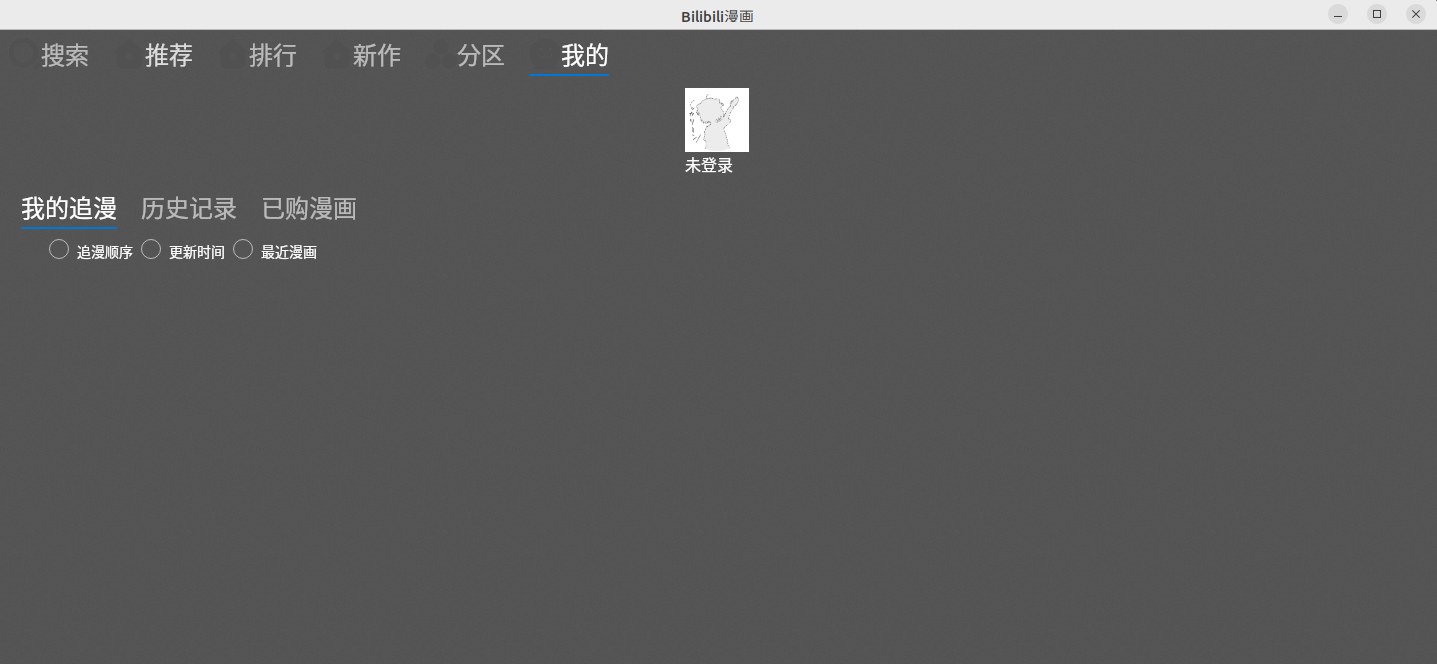 Bilibili漫画
搜索 推荐 排行 新作 分区 我的
未登录
我的追漫 历史记录 已购漫画
追漫顺序 更新时间 最近漫画